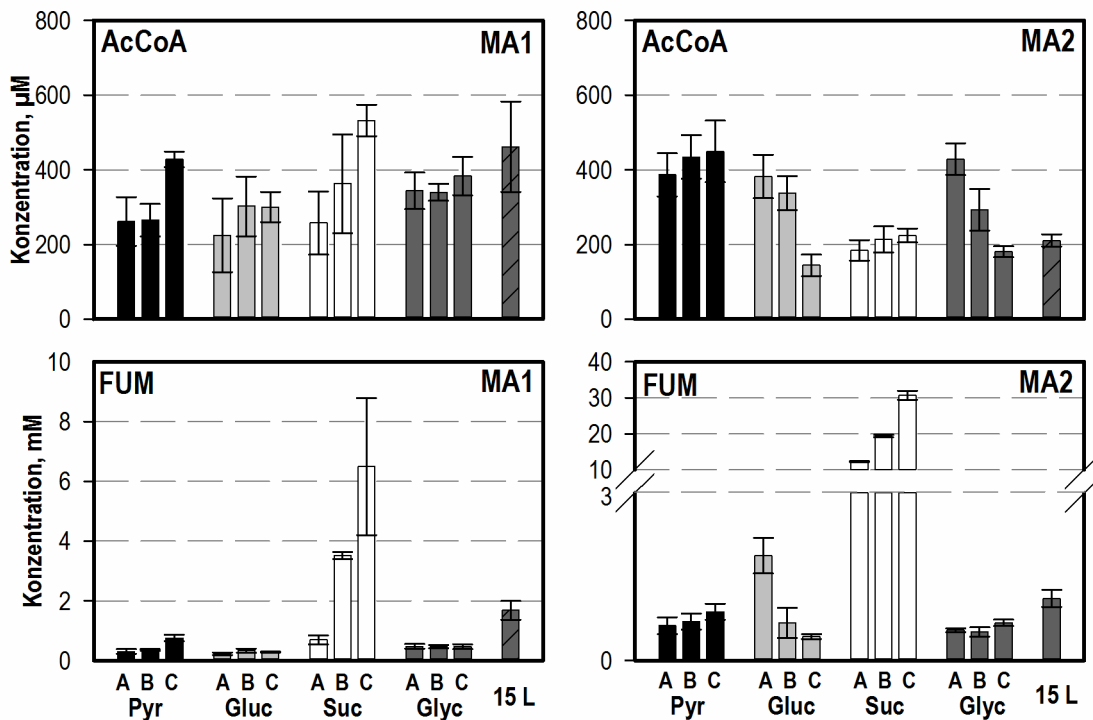 800 AcCoA MA1 800 AcCoA MA2
600 600
400 400
200 200
0 0
Konzentration, µM
10 FUM MA1 40 FUM MA2
8 30
6 20
4 10
2 3
0 0
Konzentration, mM
A B C A B C A B C A B C 15 L A B C A B C A B C A B C 15 L
Pyr Gluc Suc Glyc Pyr Gluc Suc Glyc